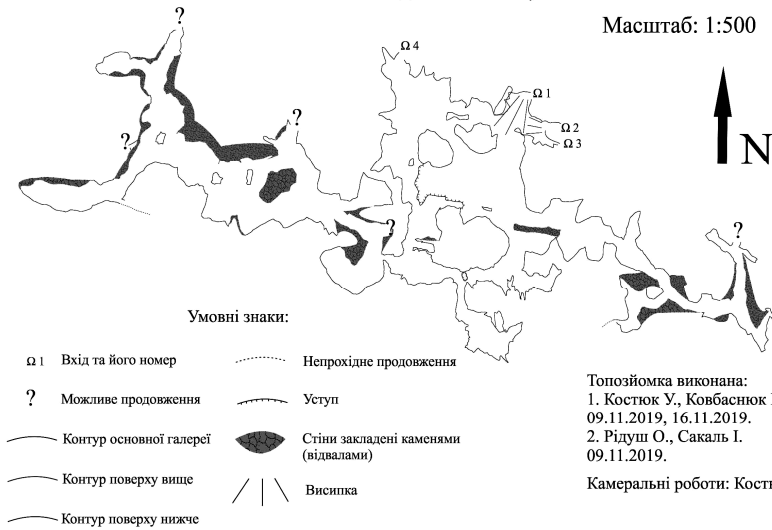 Масштаб: 1:500
?
Ω 4
Ω 1
?
Ω 2
?
Ω 3
N
?
?
Умовні знаки:
Ω 1 Вхід та його номер
? Можливе продовження
Контур основної галереї
Контур поверху вище
Контур поверху нижче
Непрохідне продовження
Уступ
Стіни закладені каменями
(відвалами)
Висипка
Топозйомка виконана:
1. Костюк У., Ковбаснюк
09.11.2019, 16.11.2019.
2. Рідуш О., Сакаль І.
09.11.2019.
Камеральні роботи: